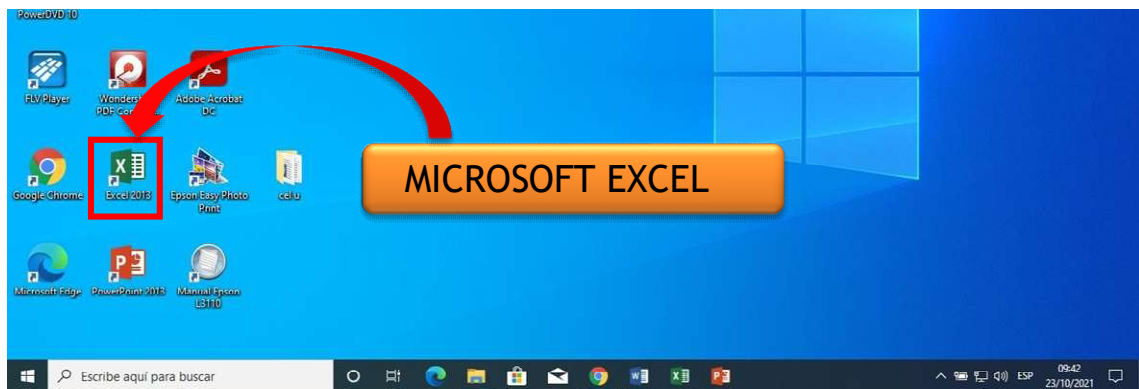 PowerDVD 10
FLV Player
Wondersh...
PDF Con...
Adobe Acrobat
DC
MICROSOFT EXCEL
Google Chrome
Excel 2013
Epson Easy Photo
Print
cel u
Microsoft Edge
PowerPoint 2013
Manual Epson
L3110
Escribe aquí para buscar
ESP
09:42
23/10/2021